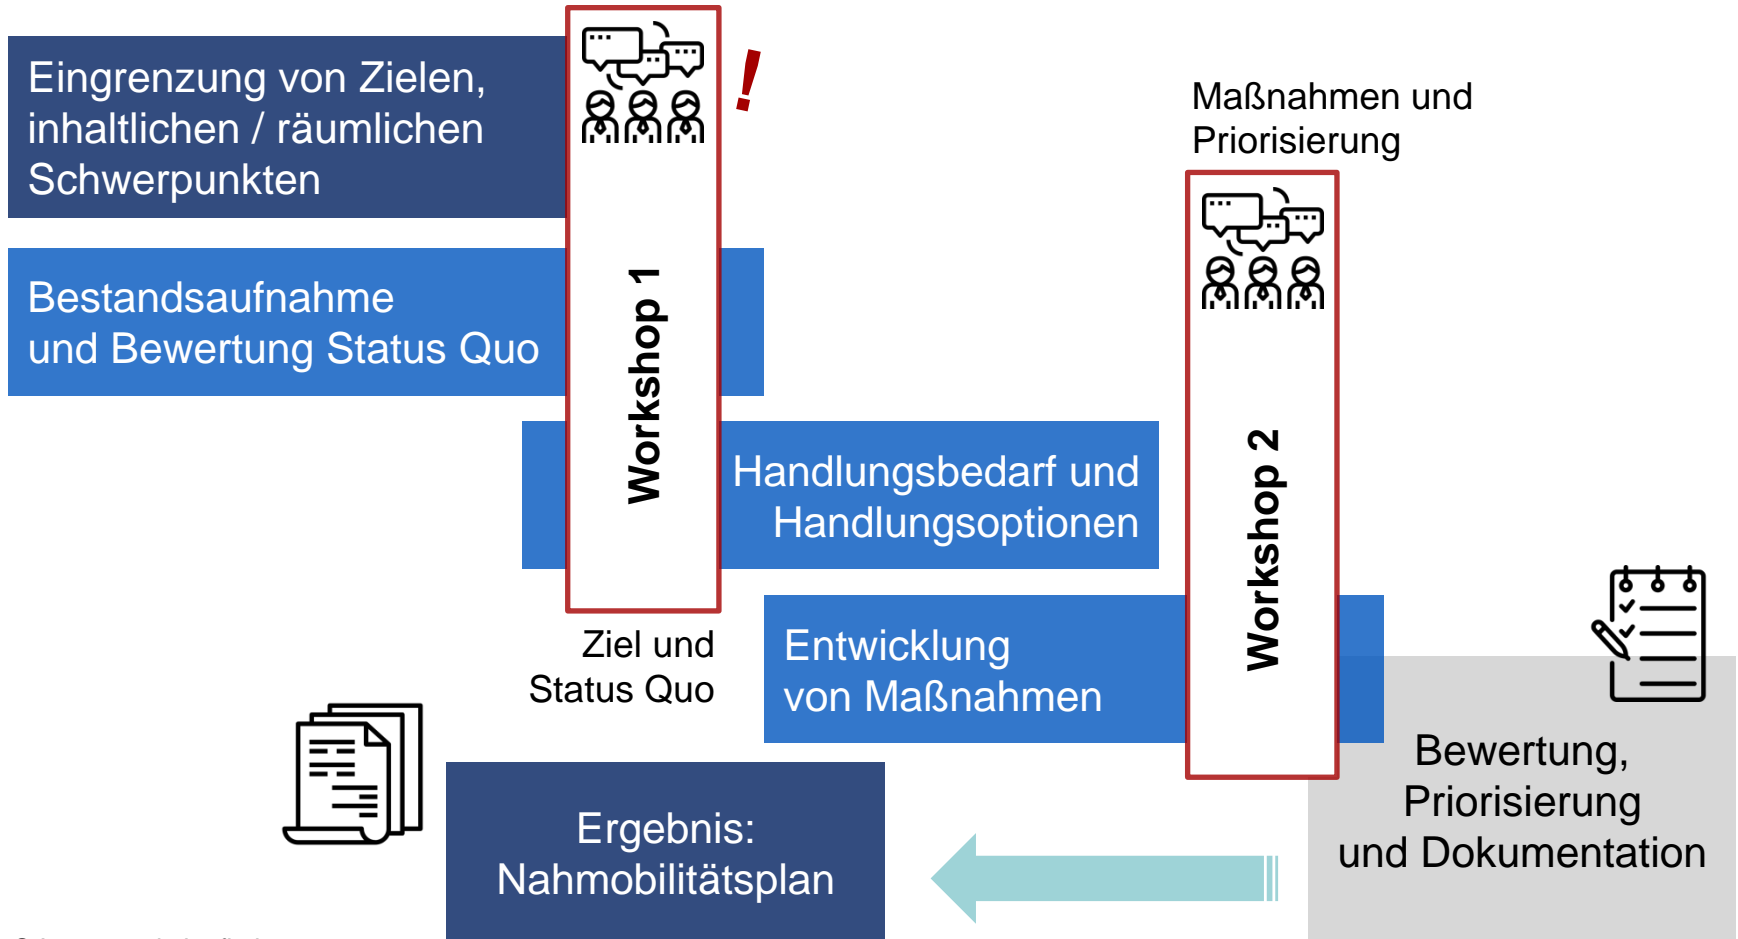 Eingrenzung von Zielen,
inhaltlichen / räumlichen
Schwerpunkten
!
Bestandsaufnahme
und Bewertung Status Quo
Workshop 1
Ziel und
Status Quo
Handlungsbedarf und
Handlungsoptionen
Maßnahmen und
Priorisierung
Workshop 2
Entwicklung
von Maßnahmen
Bewertung,
Priorisierung
und Dokumentation
Ergebnis:
Nahmobilitätsplan